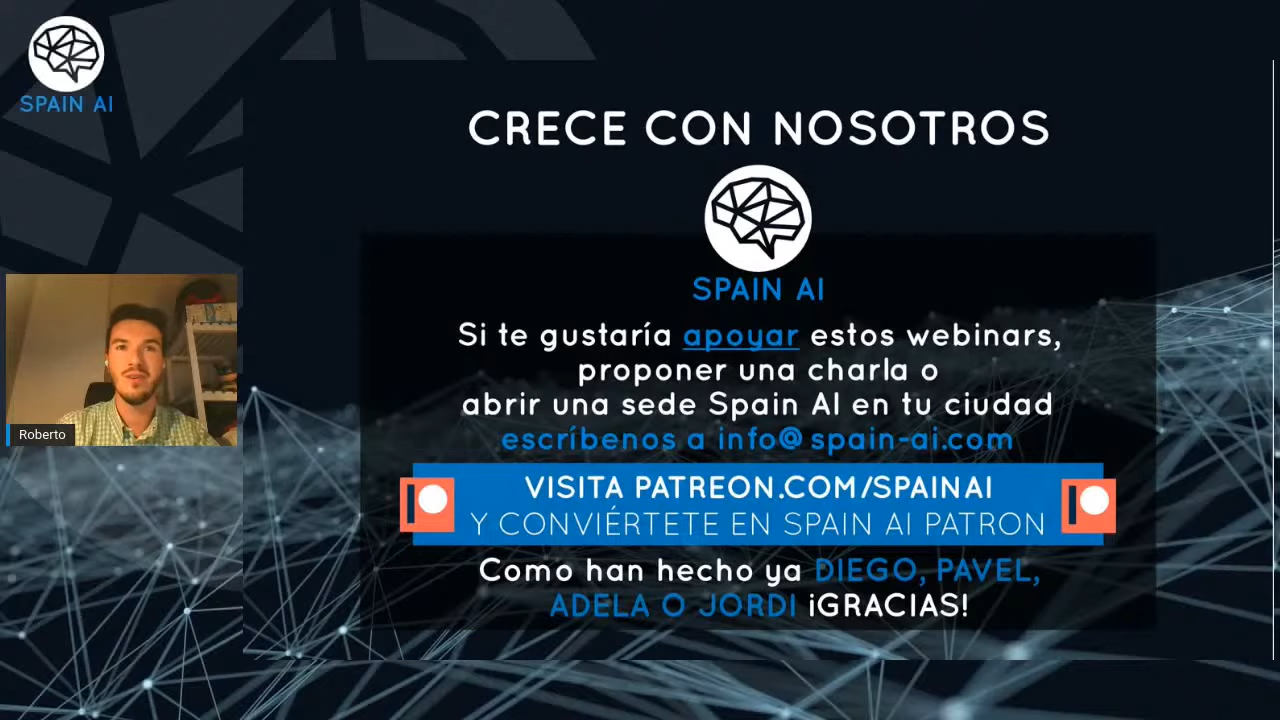 SPAIN AI
CRECE CON NOSOTROS
SPAIN AI
Si te gustaría apoyar estos webinars,
proponer una charla o
abrir una sede Spain AI en tu ciudad
escríbenos a info@spain-ai.com
VISITA PATREON.COM/SPAINAI
Y CONVIÉRTETE EN SPAIN AI PATRON
Como han hecho ya DIEGO, PAVEL,
ADELA O JORDI ¡GRACIAS!
Roberto